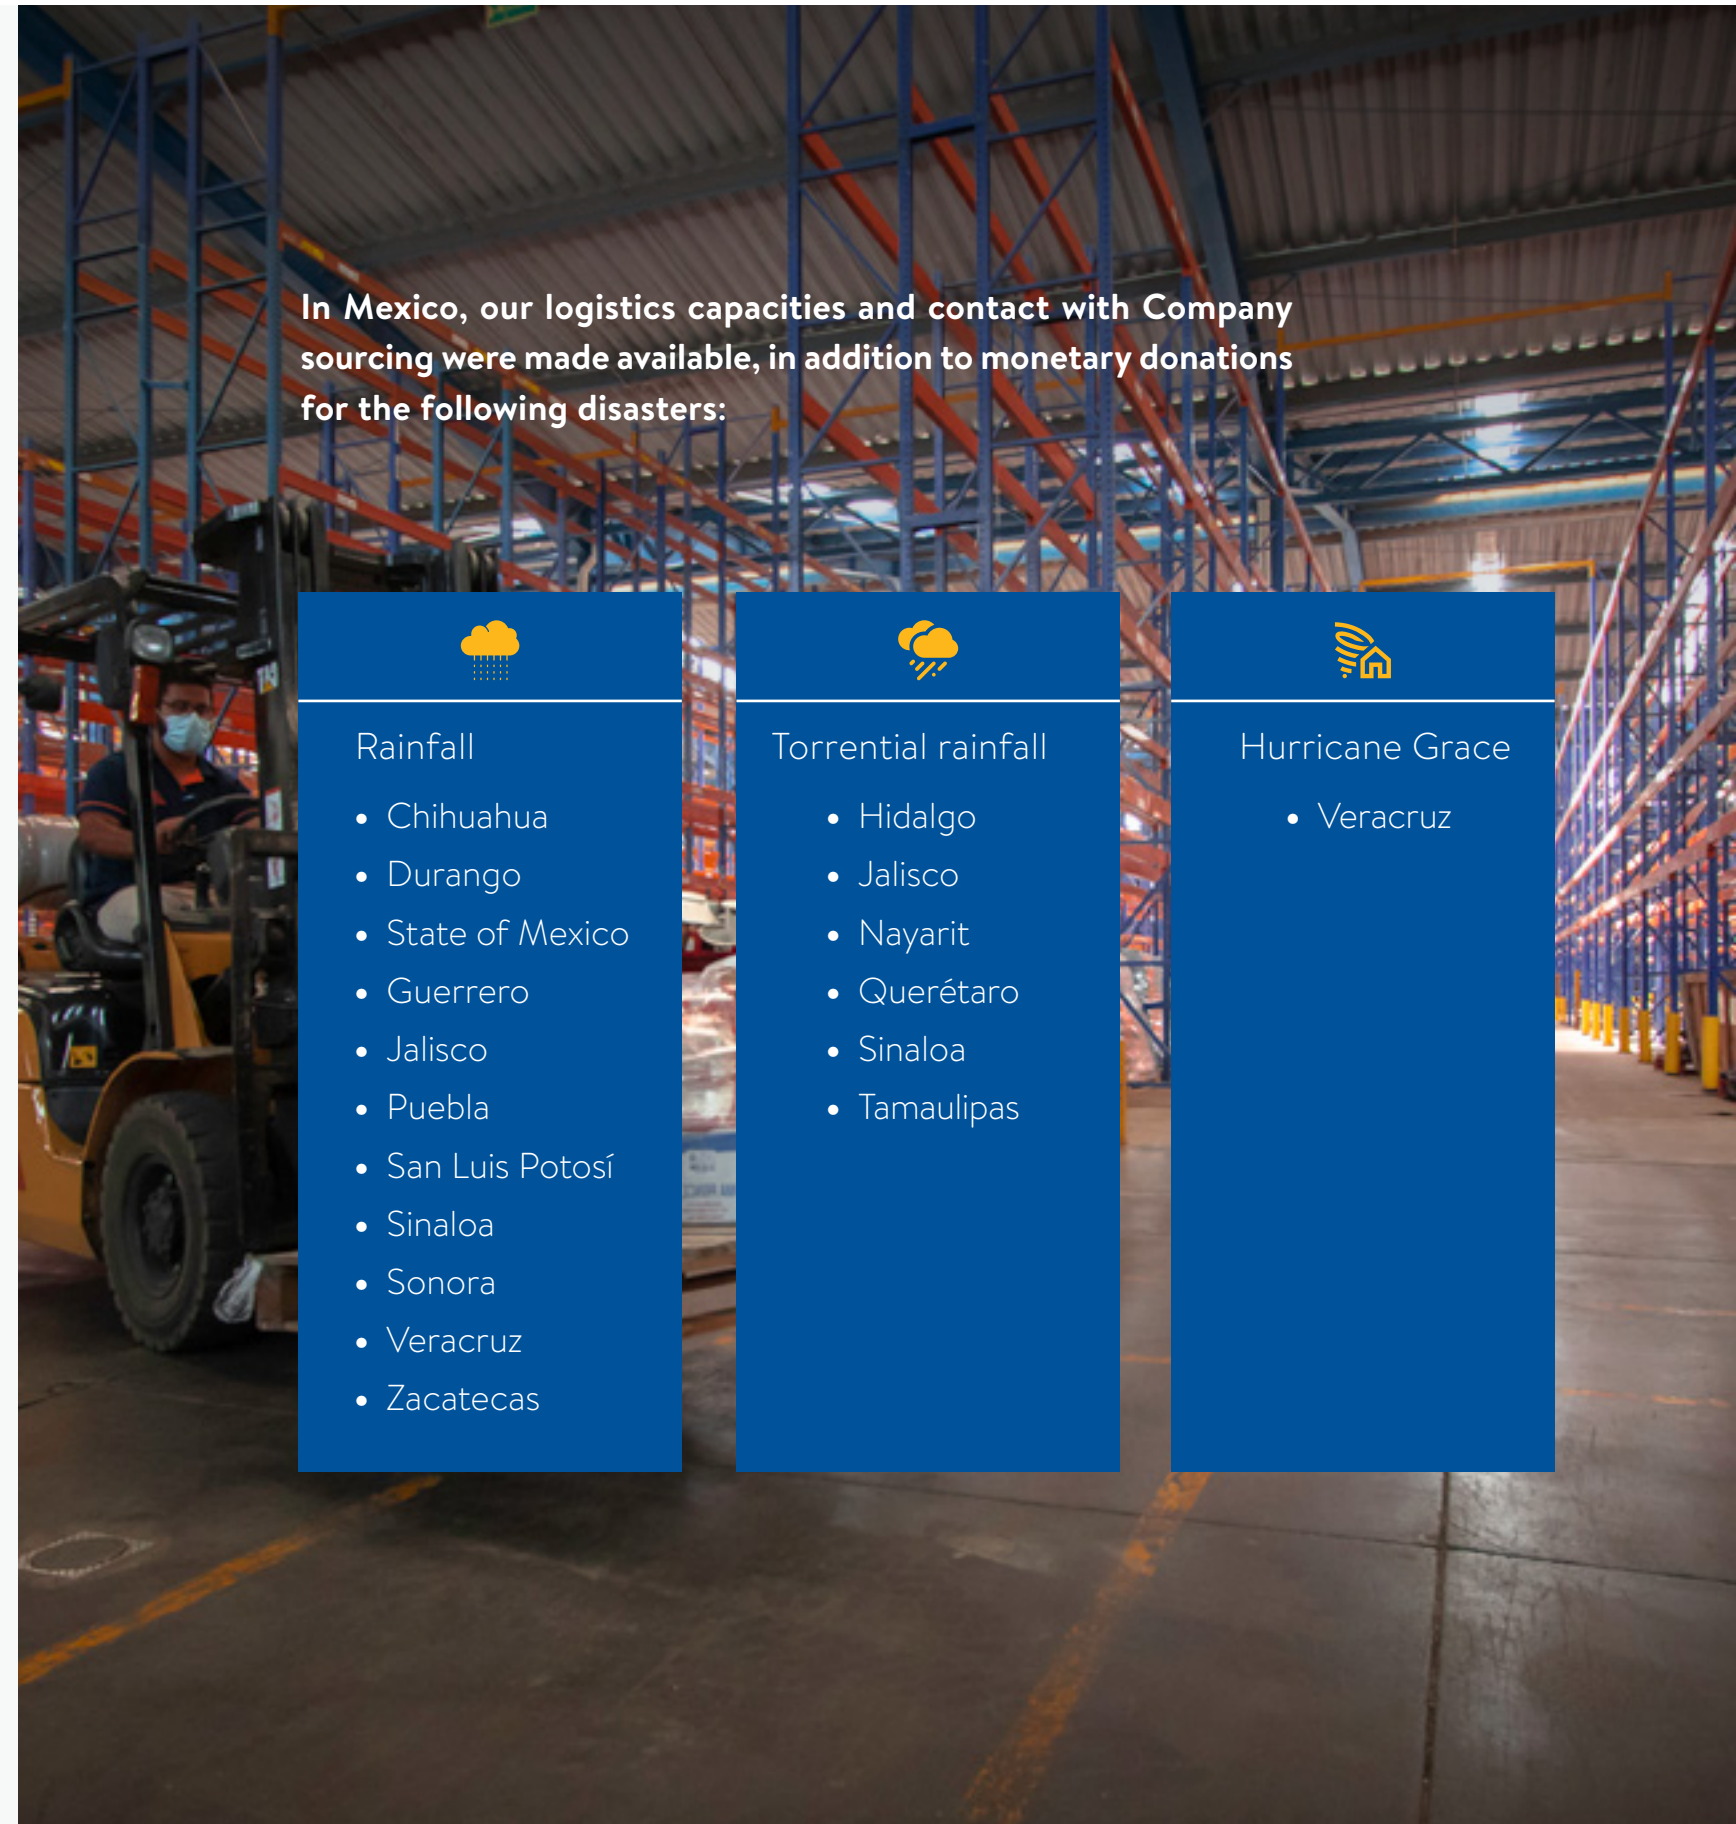 In Mexico, our logistics capacities and contact with Company
sourcing were made available, in addition to monetary donations
for the following disasters:
Rainfall
• Chihuahua
• Durango
• State of Mexico
• Guerrero
• Jalisco
• Puebla
• San Luis Potosí
• Sinaloa
• Sonora
• Veracruz
• Zacatecas
Torrential rainfall
• Hidalgo
• Jalisco
• Nayarit
• Querétaro
• Sinaloa
• Tamaulipas
Hurricane Grace
• Veracruz